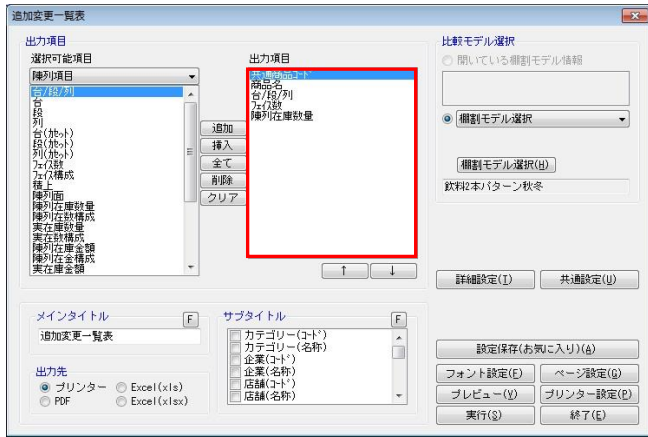 追加変更一覧表
出力項目
選択可能項目
陳列項目
台/段/列
台
段
列
台(ｶｾｯﾄ)
段(ｶｾｯﾄ)
列(ｶｾｯﾄ)
ﾌｪｲｽ数
ﾌｪｲｽ構成
積上
陳列面
陳列在庫数量
陳列在数構成
実在庫数量
実在数構成
陳列在庫金額
陳列在金構成
実在庫金額
追加
挿入
全て
削除
クリア
出力項目
共通商品ｺｰﾄﾞ
商品名
台/段/列
ﾌｪｲｽ数
陳列在庫数量
↑
↓
比較モデル選択
開いている棚割モデル情報
棚割モデル選択
棚割モデル選択(H)
飲料2本パターン秋冬
詳細設定(I)
共通設定(U)
メインタイトル
F
追加変更一覧表
サブタイトル
F
カテゴリー(ｺｰﾄﾞ)
カテゴリー(名称)
企業(ｺｰﾄﾞ)
企業(名称)
店舗(ｺｰﾄﾞ)
店舗(名称)
出力先
プリンター
Excel(xls)
PDF
Excel(xlsx)
設定保存(お気に入り)(A)
フォント設定(F)
ページ設定(G)
プレビュー(V)
プリンター設定(P)
実行(S)
終了(E)